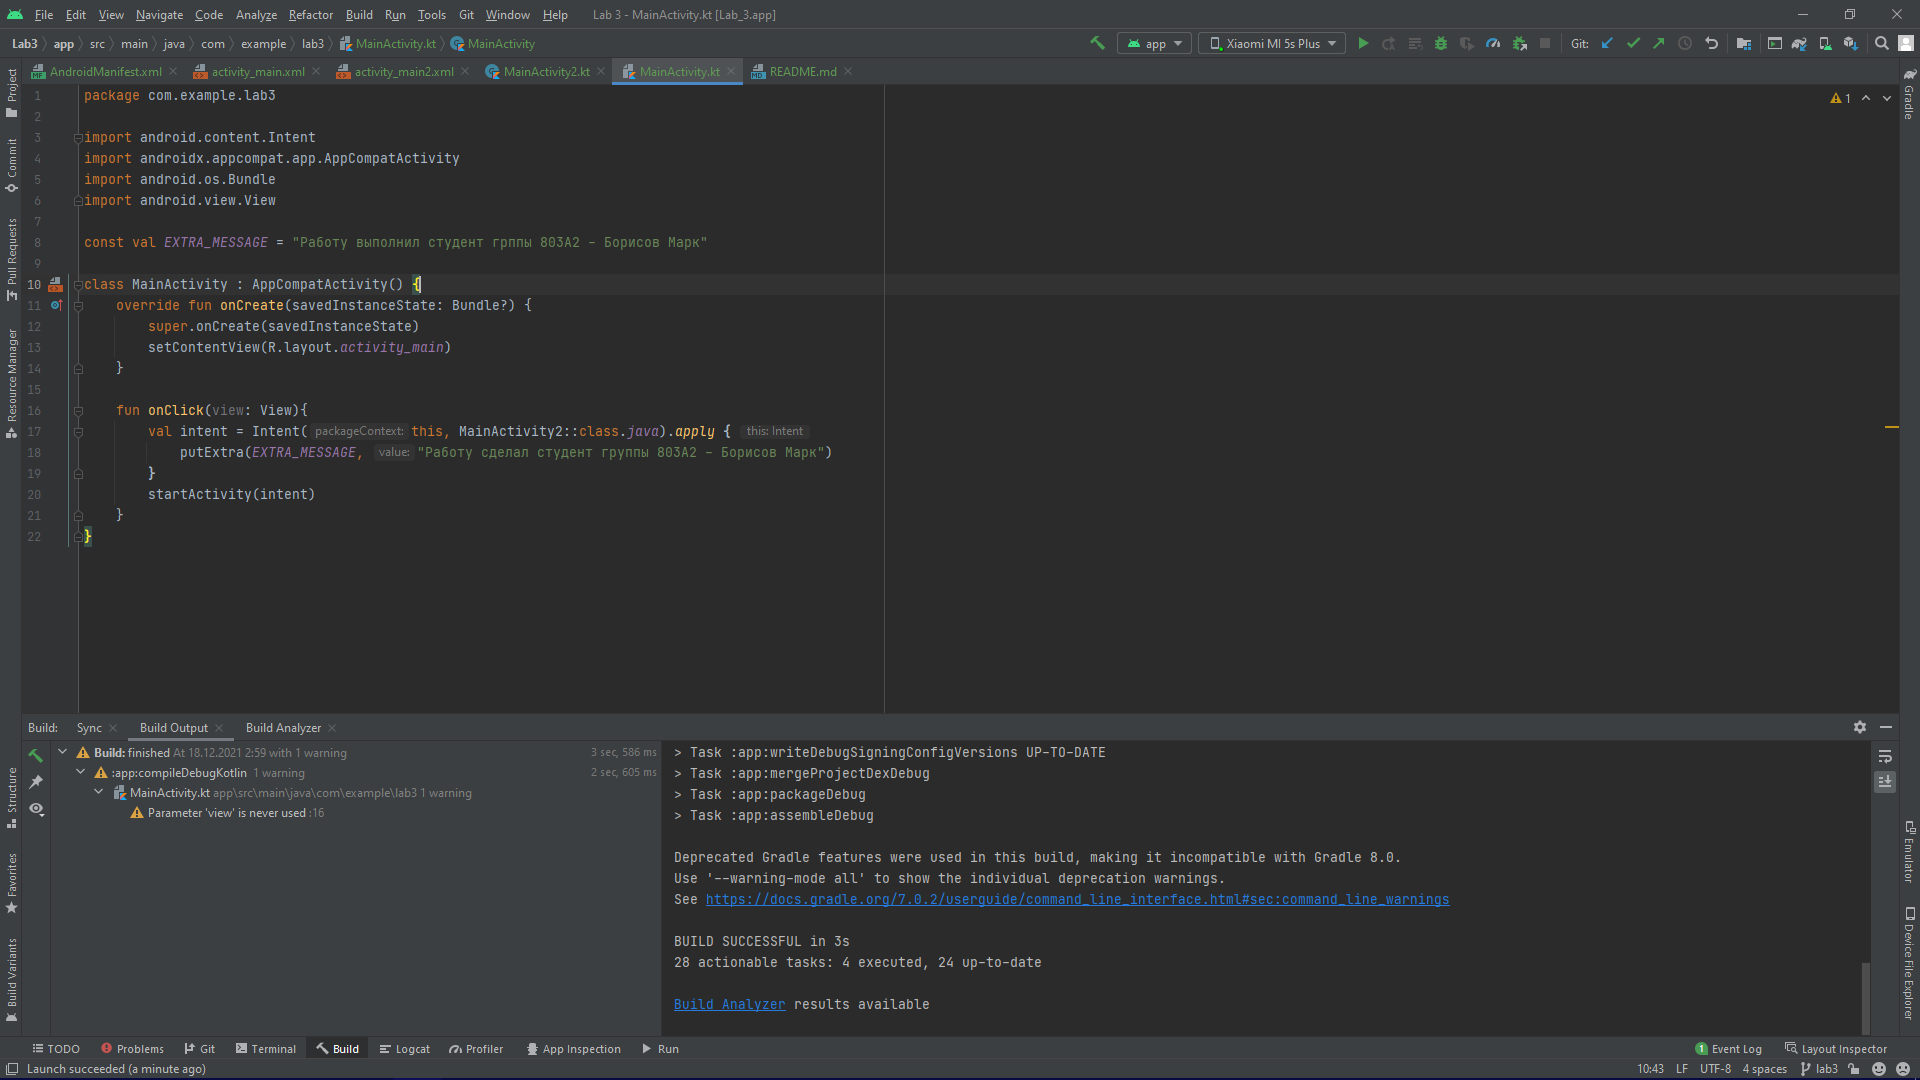 File Edit View Navigate Code Analyze Refactor Build Run Tools Git Window Help Lab 3 - MainActivity.kt [Lab_3.app]
Lab3 app src main java com example lab3 MainActivity.kt MainActivity app Xiaomi MI 5s Plus Git:
AndroidManifest.xml activity_main.xml activity_main2.xml MainActivity2.kt MainActivity.kt README.md
Project
Commit
Pull Requests
Resource Manager
Structure
Favorites
Build Variants
1 package com.example.lab3
2
3 import android.content.Intent
4 import androidx.appcompat.app.AppCompatActivity
5 import android.os.Bundle
6 import android.view.View
7
8 const val EXTRA_MESSAGE = "Работу выполнил студент грппы 803А2 - Борисов Марк"
9
10 class MainActivity : AppCompatActivity() {
11 override fun onCreate(savedInstanceState: Bundle?) {
12 super.onCreate(savedInstanceState)
13 setContentView(R.layout.activity_main)
14 }
15
16 fun onClick(view: View){
17 val intent = Intent( packageContext: this, MainActivity2::class.java).apply { this: Intent
18 putExtra(EXTRA_MESSAGE, value: "Работу сделал студент группы 803А2 - Борисов Марк")
19 }
20 startActivity(intent)
21 }
22 }
1
Gradle
Emulator
Device File Explorer
Build: Sync Build Output Build Analyzer
Build: finished At 18.12.2021 2:59 with 1 warning 3 sec, 586 ms
:app:compileDebugKotlin 1 warning 2 sec, 605 ms
MainActivity.kt app\src\main\java\com\example\lab3 1 warning
Parameter 'view' is never used :16
> Task :app:writeDebugSigningConfigVersions UP-TO-DATE
> Task :app:mergeProjectDexDebug
> Task :app:packageDebug
> Task :app:assembleDebug
Deprecated Gradle features were used in this build, making it incompatible with Gradle 8.0.
Use '--warning-mode all' to show the individual deprecation warnings.
See https://docs.gradle.org/7.0.2/userguide/command_line_interface.html#sec:command_line_warnings
BUILD SUCCESSFUL in 3s
28 actionable tasks: 4 executed, 24 up-to-date
Build Analyzer results available
TODO Problems Git Terminal Build Logcat Profiler App Inspection Run 1 Event Log Layout Inspector
Launch succeeded (a minute ago) 10:43 LF UTF-8 4 spaces lab3